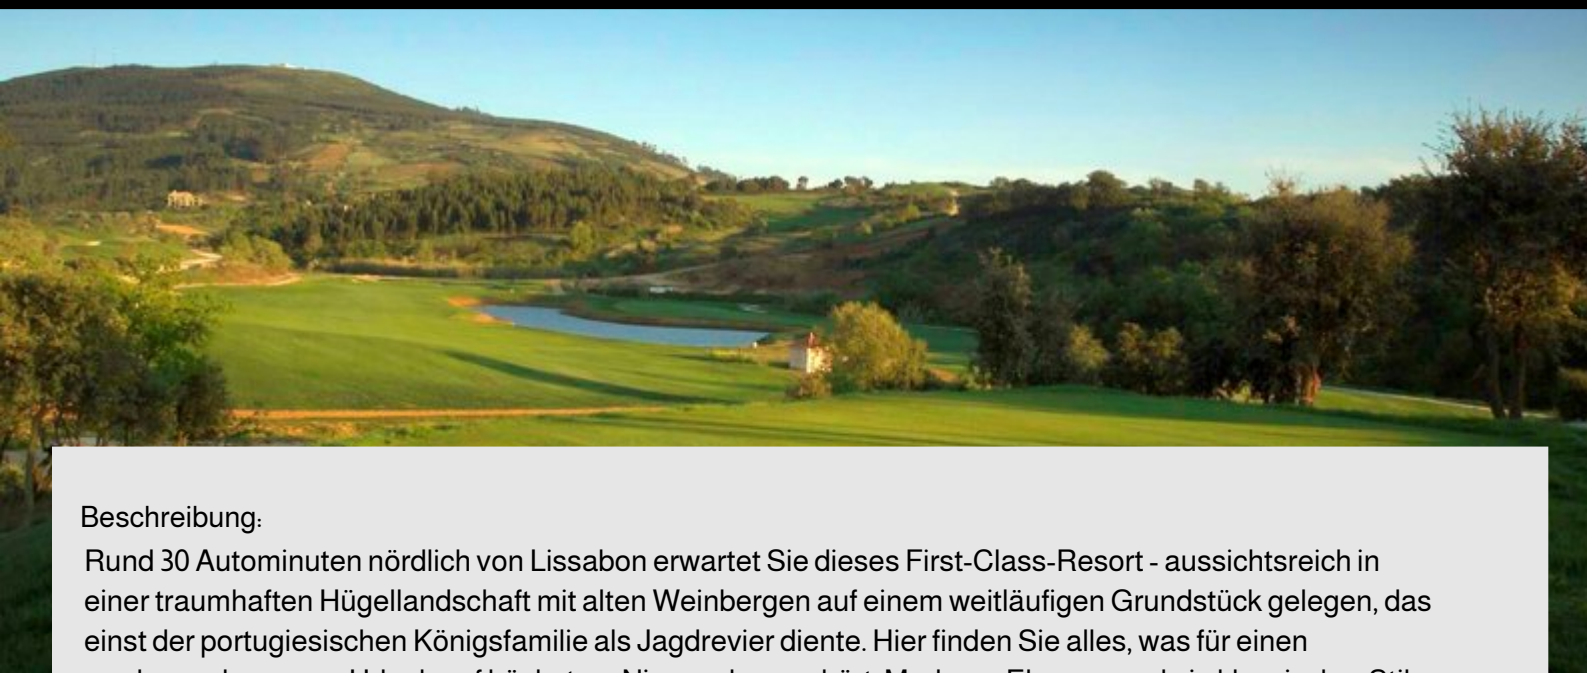 Beschreibung:
Rund 30 Autominuten nördlich von Lissabon erwartet Sie dieses First-Class-Resort - aussichtsreich in
einer traumhaften Hügellandschaft mit alten Weinbergen auf einem weitläufigen Grundstück gelegen, das
einst der portugiesischen Königsfamilie als Jagdrevier diente. Hier finden Sie alles, was für einen